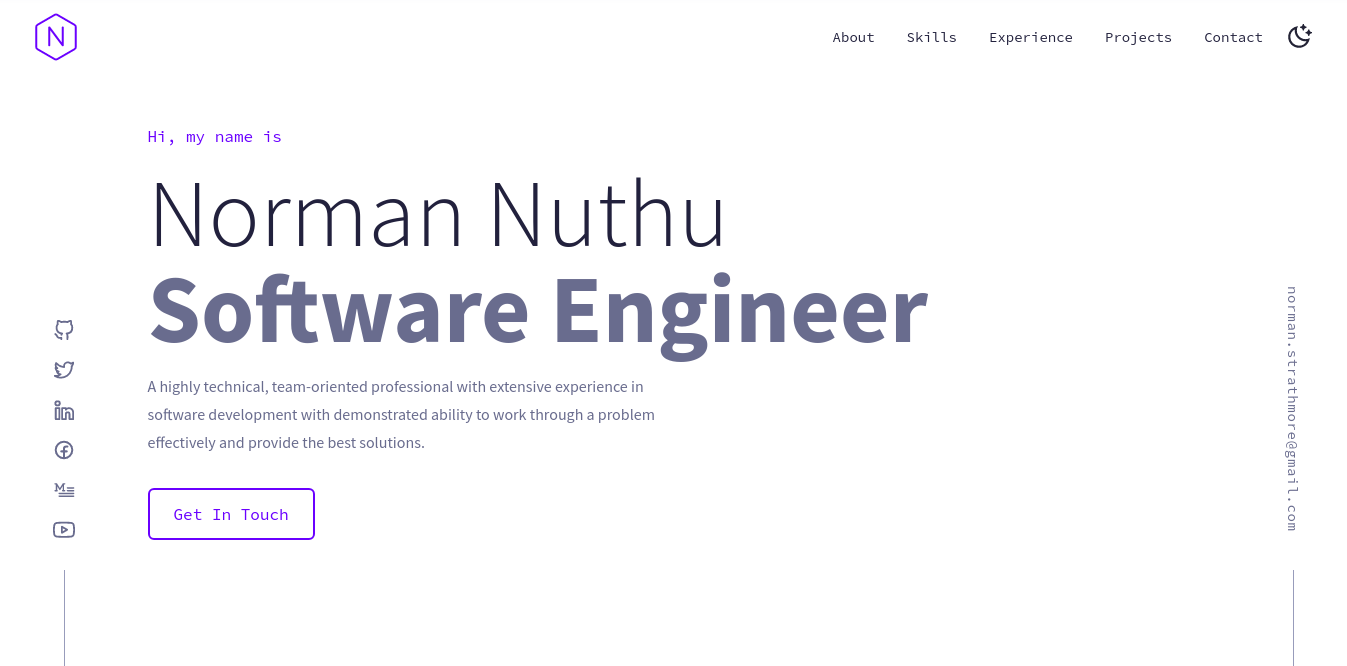 N
About Skills Experience Projects Contact
Hi, my name is
Norman Nuthu
Software Engineer
A highly technical, team-oriented professional with extensive experience in
software development with demonstrated ability to work through a problem
effectively and provide the best solutions.
Get In Touch
norman.strathmore@gmail.com